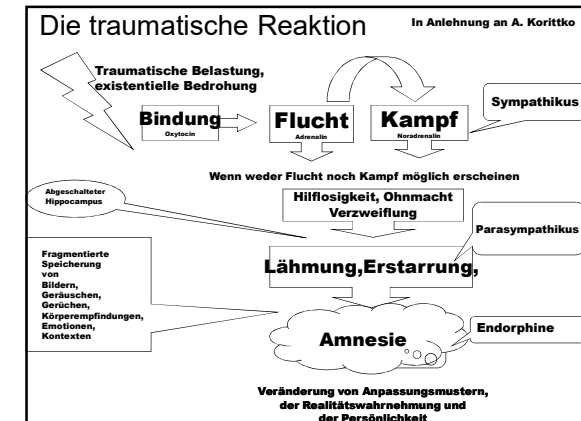 Die traumatische Reaktion
In Anlehnung an A. Korittko
Traumatische Belastung,
existentielle Bedrohung
Bindung
Oxytocin
Flucht
Adrenalin
Kampf
Noradrenalin
Sympathikus
Wenn weder Flucht noch Kampf möglich erscheinen
Abgeschalteter
Hippocampus
Hilflosigkeit, Ohnmacht
Verzweiflung
Parasympathikus
Lähmung,Erstarrung,
Fragmentierte
Speicherung
von
Bildern,
Geräuschen,
Gerüchen,
Körperempfindungen,
Emotionen,
Kontexten
Amnesie
Endorphine
Veränderung von Anpassungsmustern,
der Realitätswahrnehmung und
der Persönlichkeit